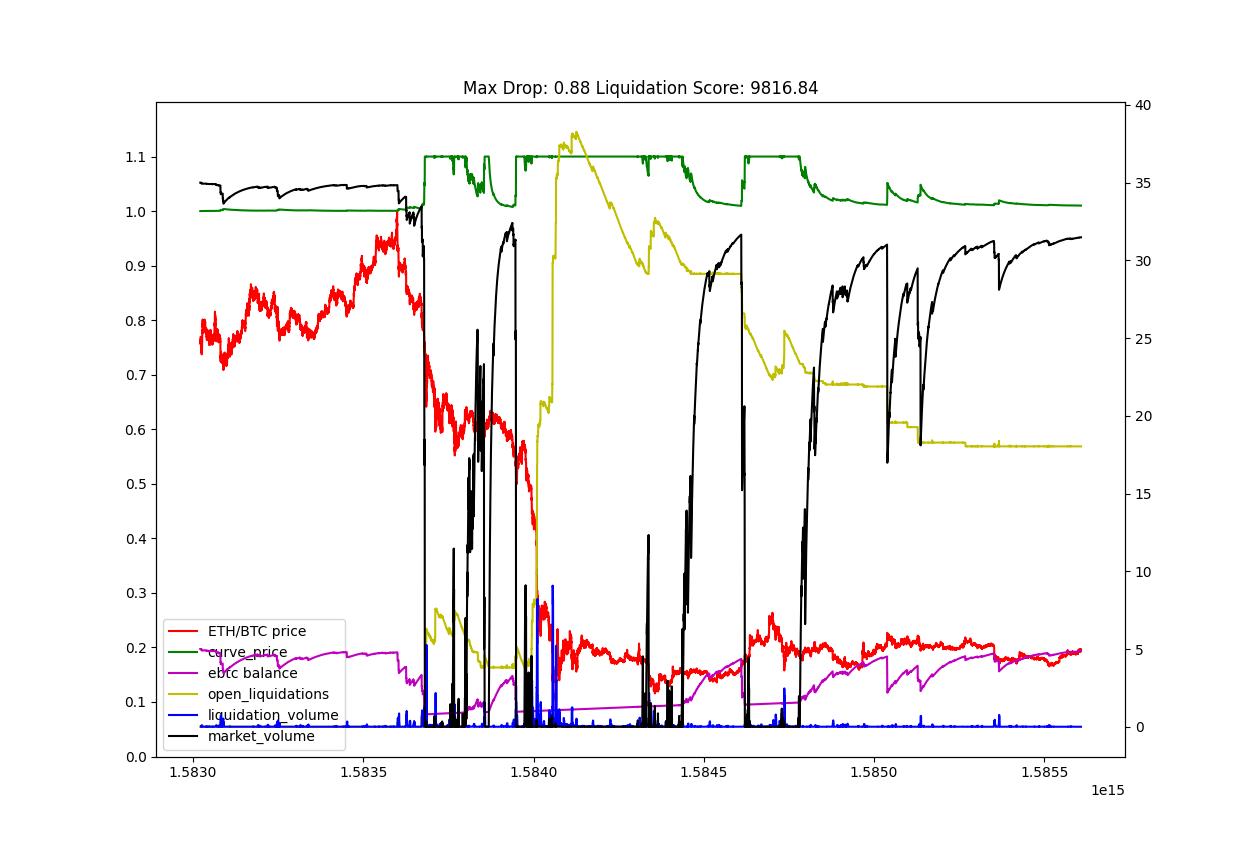 Max Drop: 0.88 Liquidation Score: 9816.84
1.1
1.0
0.9
0.8
0.7
0.6
0.5
0.4
0.3
0.2
0.1
0.0
40
35
30
25
20
15
10
5
0
ETH/BTC price
curve_price
ebtc balance
open_liquidations
liquidation_volume
market_volume
1.5830 1.5835 1.5840 1.5845 1.5850 1.5855
1e15